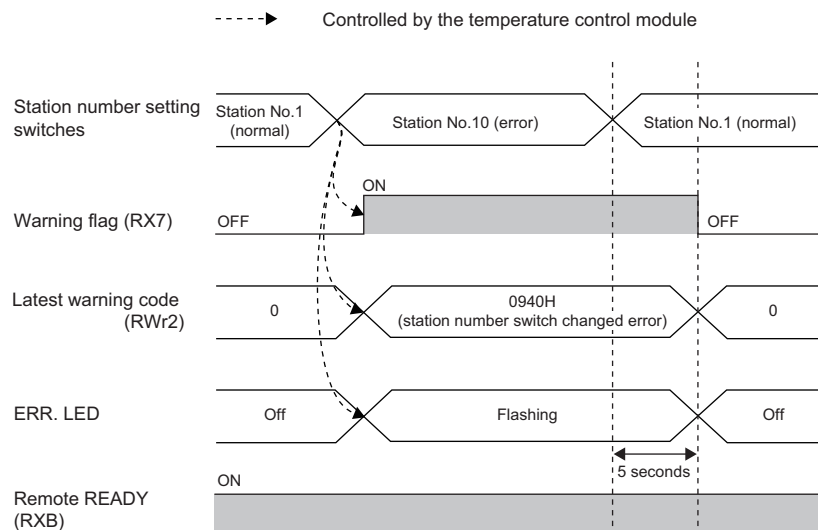 Controlled by the temperature control module
Station number setting
switches
Station No.1
(normal)
Station No.10 (error)
Station No.1 (normal)
Warning flag (RX7)
OFF
ON
OFF
Latest warning code
(RWr2)
0
0940H
(station number switch changed error)
0
ERR. LED
Off
Flashing
Off
5 seconds
Remote READY
(RXB)
ON